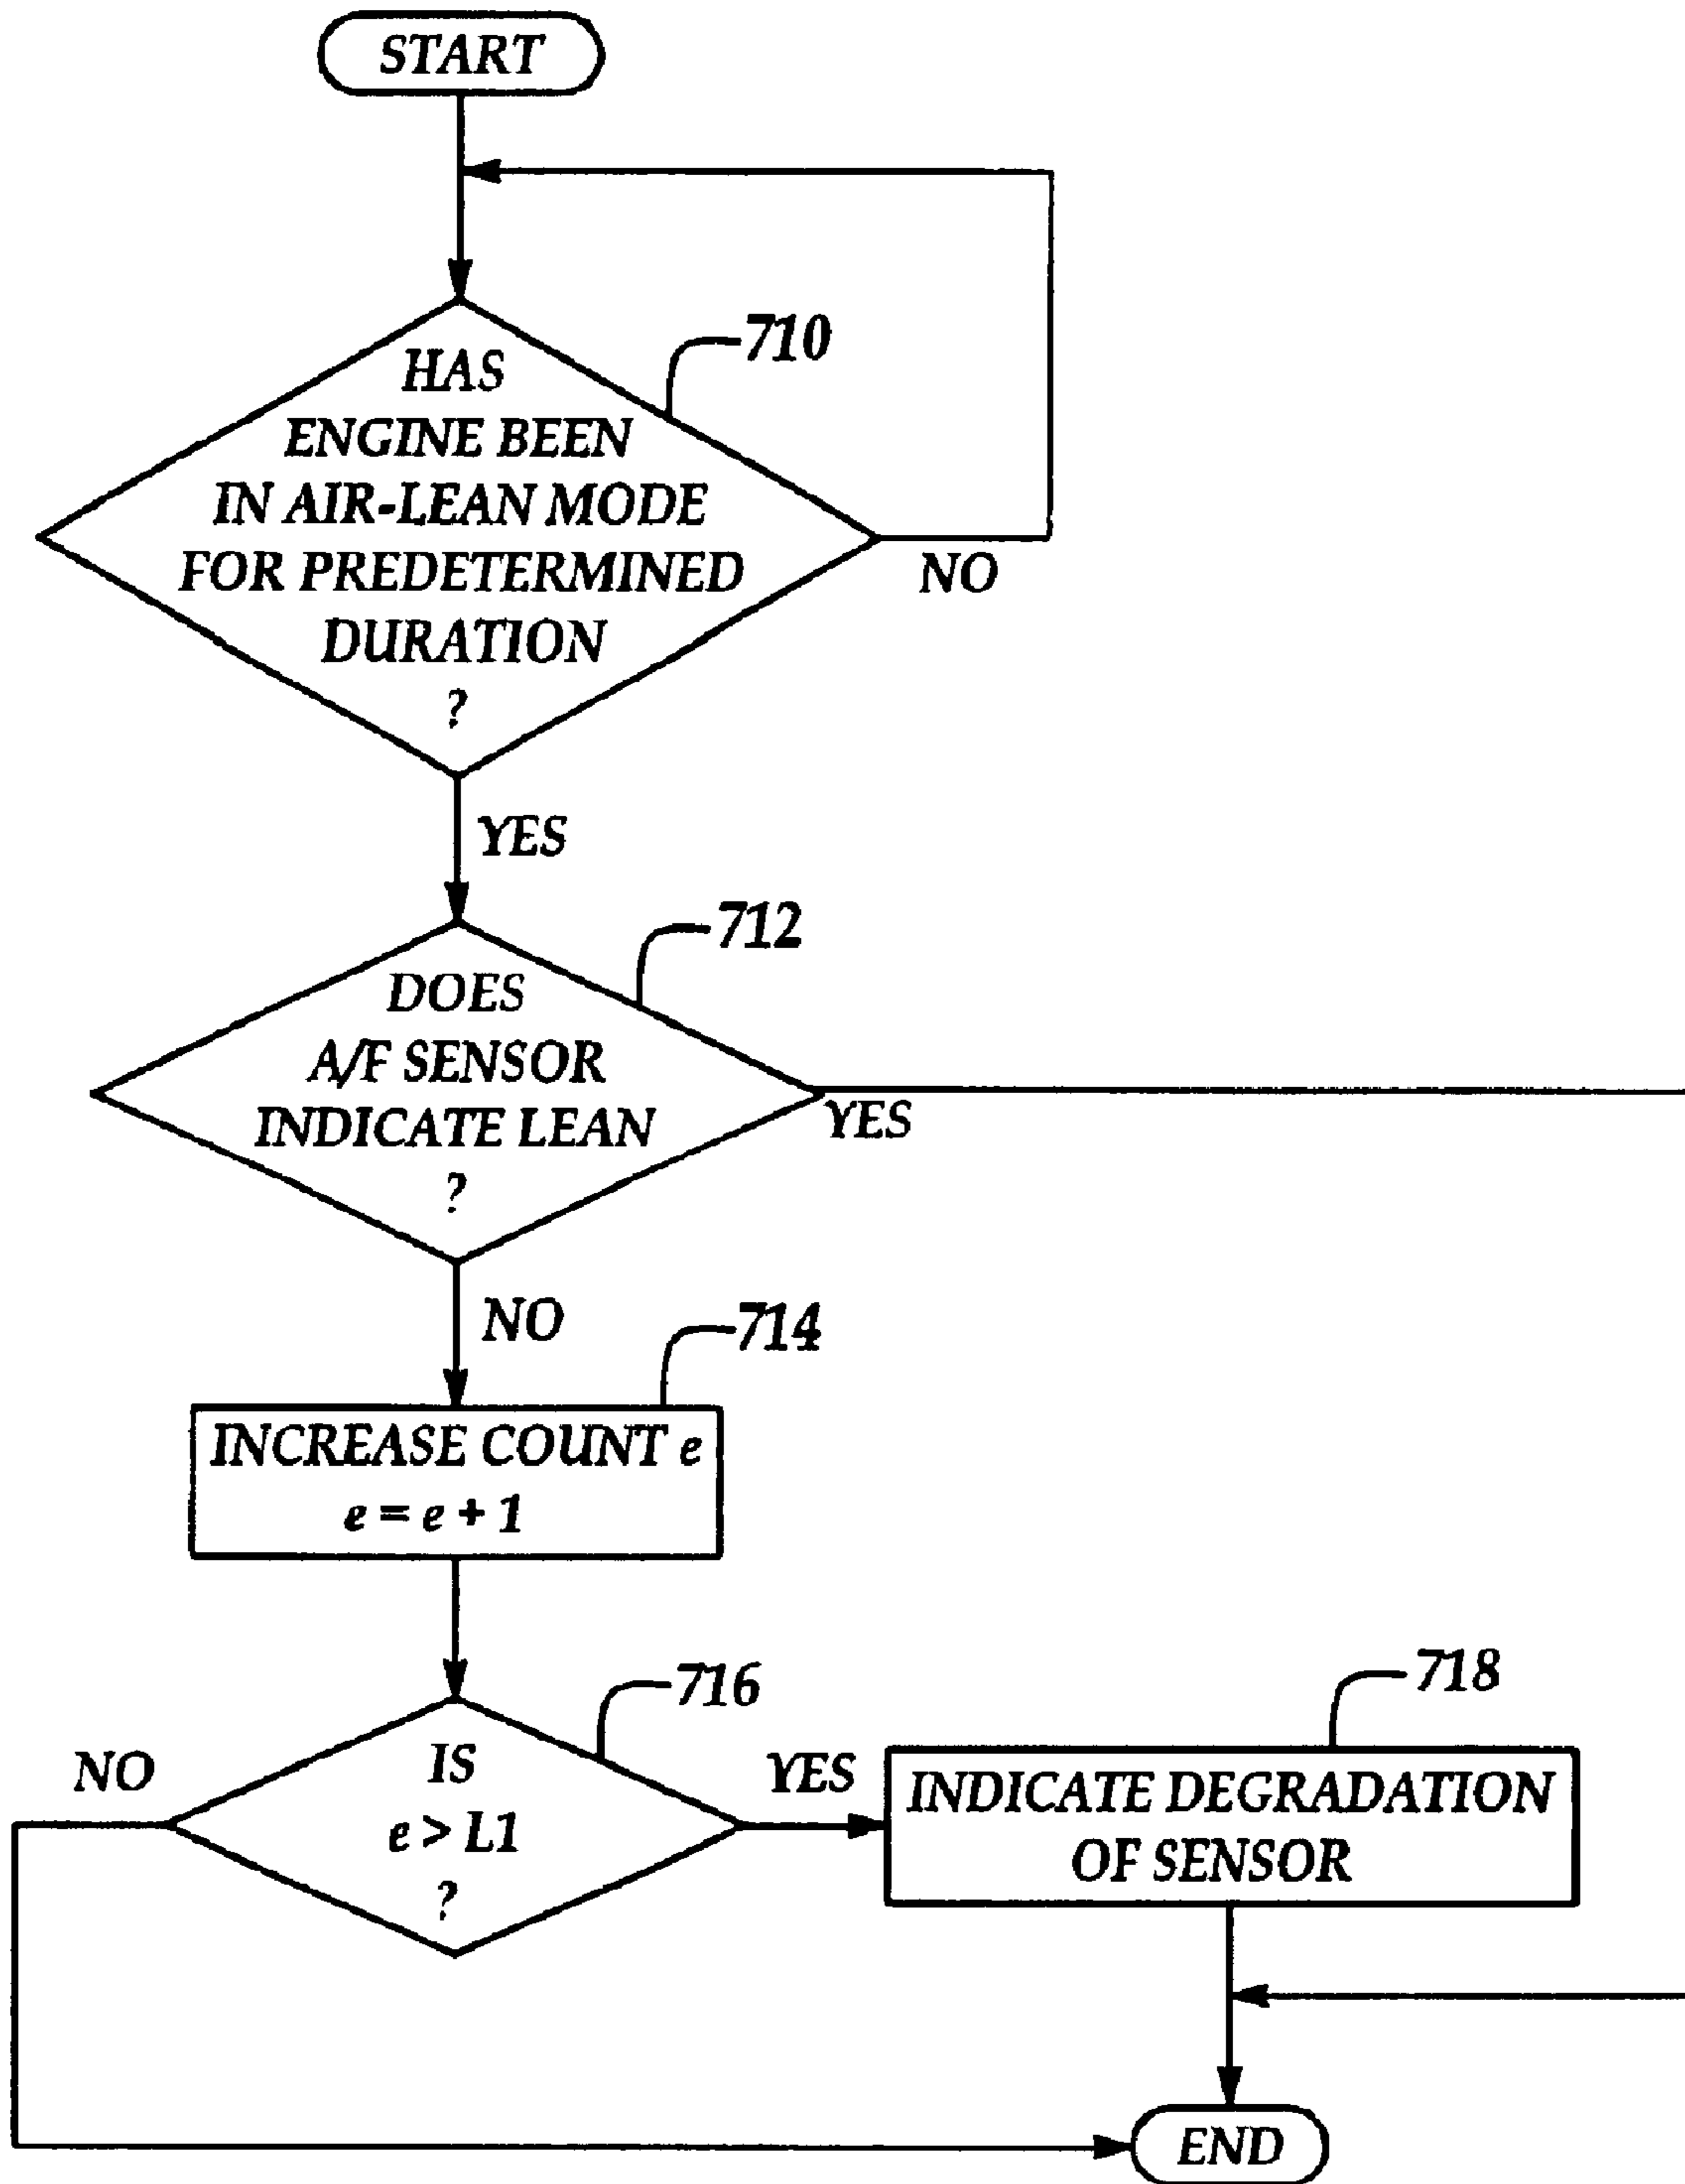 START
710
HAS
ENGINE BEEN
IN AIR-LEAN MODE
FOR PREDETERMINED
DURATION
?
NO
YES
712
DOES
A/F SENSOR
INDICATE LEAN
?
YES
NO
714
INCREASE COUNT e
e = e + 1
716
IS
e > L1
?
NO
YES
718
INDICATE DEGRADATION
OF SENSOR
END